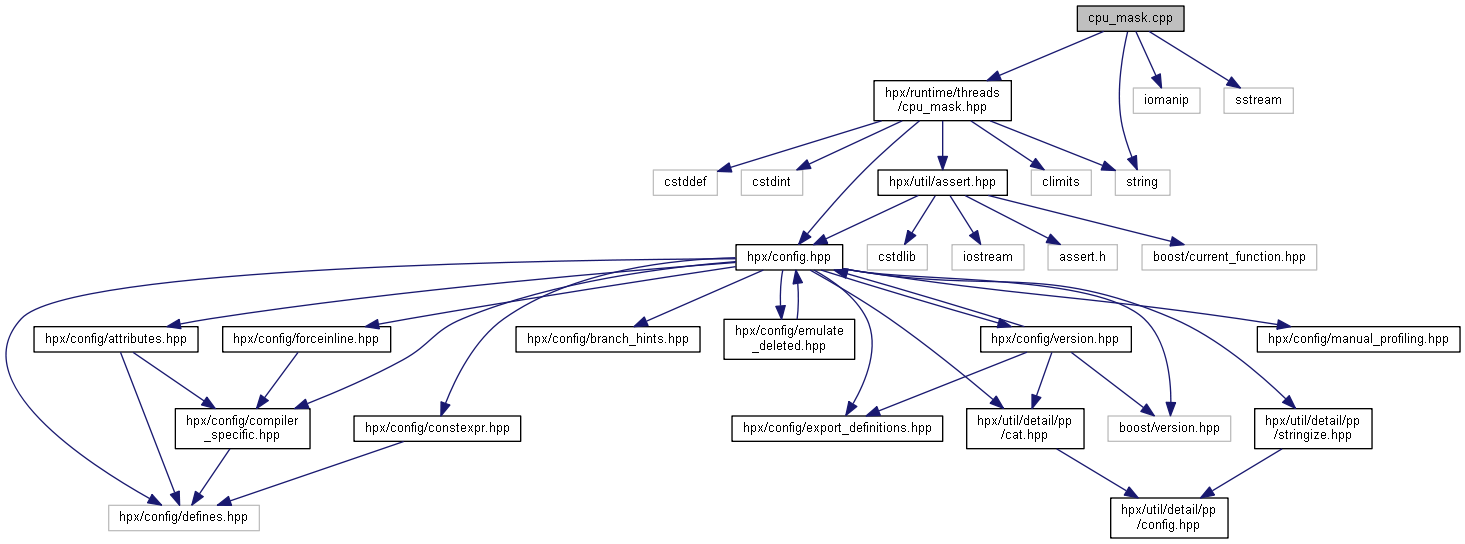 cpu_mask.cpp
hpx/runtime/threads
/cpu_mask.hpp
iomanip
sstream
cstddef
cstdint
hpx/util/assert.hpp
climits
string
hpx/config.hpp
cstdlib
iostream
assert.h
boost/current_function.hpp
hpx/config/attributes.hpp
hpx/config/forceinline.hpp
hpx/config/branch_hints.hpp
hpx/config/emulate
_deleted.hpp
hpx/config/version.hpp
hpx/config/manual_profiling.hpp
hpx/config/compiler
_specific.hpp
hpx/config/constexpr.hpp
hpx/config/export_definitions.hpp
hpx/util/detail/pp
/cat.hpp
boost/version.hpp
hpx/util/detail/pp
/stringize.hpp
hpx/config/defines.hpp
hpx/util/detail/pp
/config.hpp